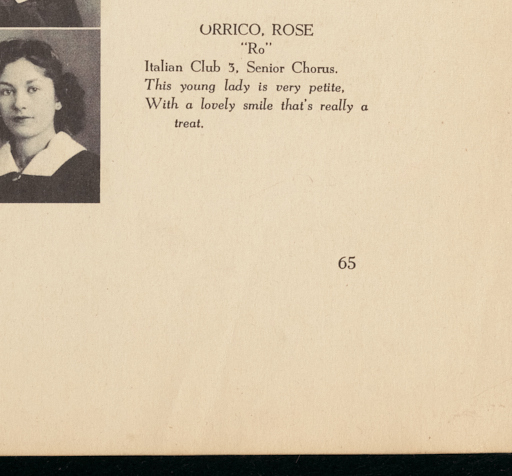 ORRICO, ROSE
"Ro"
Italian Club 3, Senior Chorus.
This young lady is very petite,
With a lovely smile that's really a
treat.
65